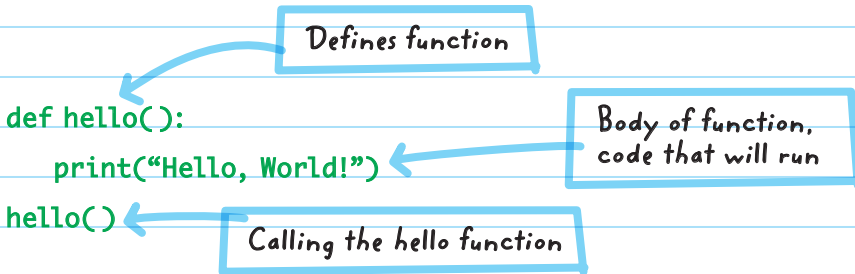 Defines function
def hello():
Body of function,
code that will run
print(“Hello, World!”)
hello()
Calling the hello function